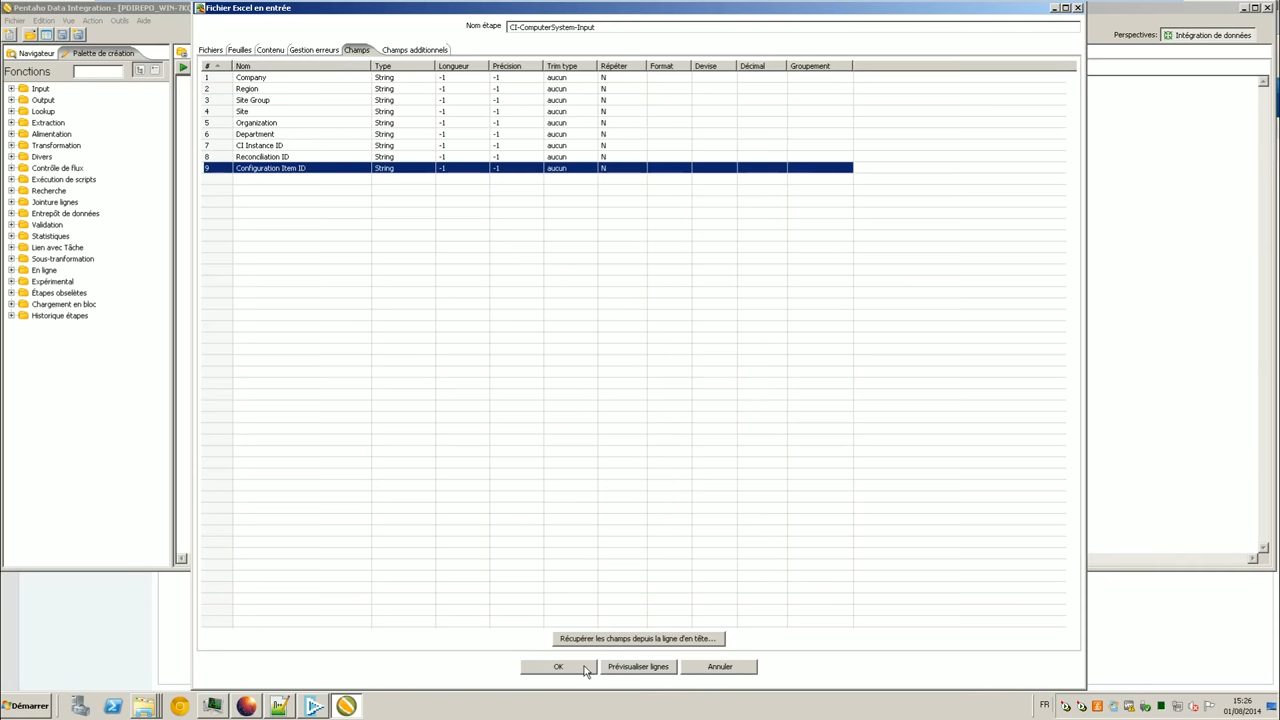 Pentaho Data Integration - [PDIREPO_WIN-7K
Fichier Excel en entrée
Fichier Edition Vue Action Outils Aide
Nom étape CI-ComputerSystem-Input
Perspectives: Intégration de données
Navigateur Palette de création
Fichiers Feuilles Contenu Gestion erreurs Champs Champs additionnels
Fonctions
# Nom Type Longueur Précision Trim type Répéter Format Devise Décimal Groupement
1 Company String -1 -1 aucun N
2 Region String -1 -1 aucun N
3 Site Group String -1 -1 aucun N
4 Site String -1 -1 aucun N
5 Organization String -1 -1 aucun N
6 Department String -1 -1 aucun N
7 CI Instance ID String -1 -1 aucun N
8 Reconciliation ID String -1 -1 aucun N
9 Configuration Item ID String -1 -1 aucun N
Input
Output
Lookup
Extraction
Alimentation
Transformation
Divers
Contrôle de flux
Exécution de scripts
Recherche
Jointure lignes
Entrepôt de données
Validation
Statistiques
Lien avec Tâche
Sous-tranformation
En ligne
Expérimental
Étapes obselètes
Chargement en bloc
Historique étapes
Récupérer les champs depuis la ligne d'en tête...
OK Prévisualiser lignes Annuler
Démarrer
FR
15:26
01/08/2014